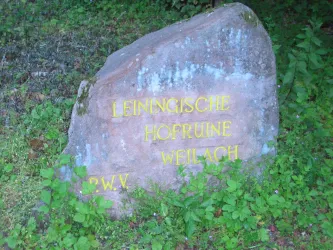 LEININGISCHE
HOFRUINE
WEILACH
P.W.V.